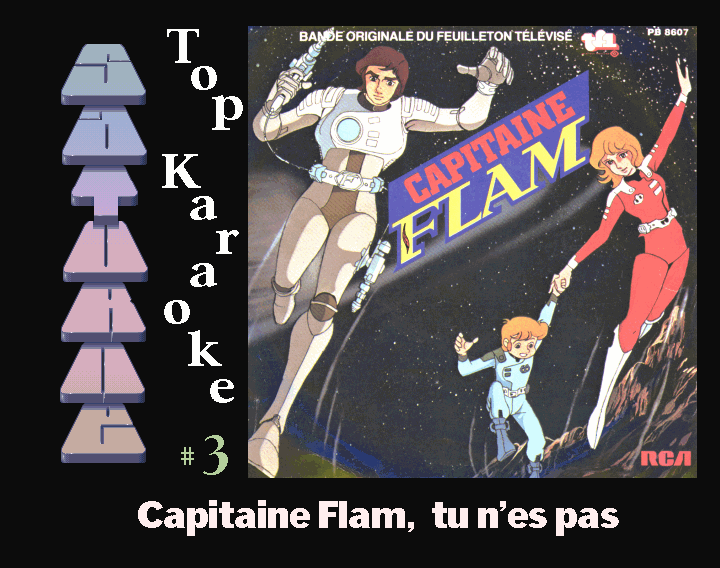 Top
Karaoke
# 3
BANDE ORIGINALE DU FEUILLETON TÉLÉVISÉ
PB 8607
CAPITAINE
FLAM
RCA
Capitaine Flam, tu n'es pas